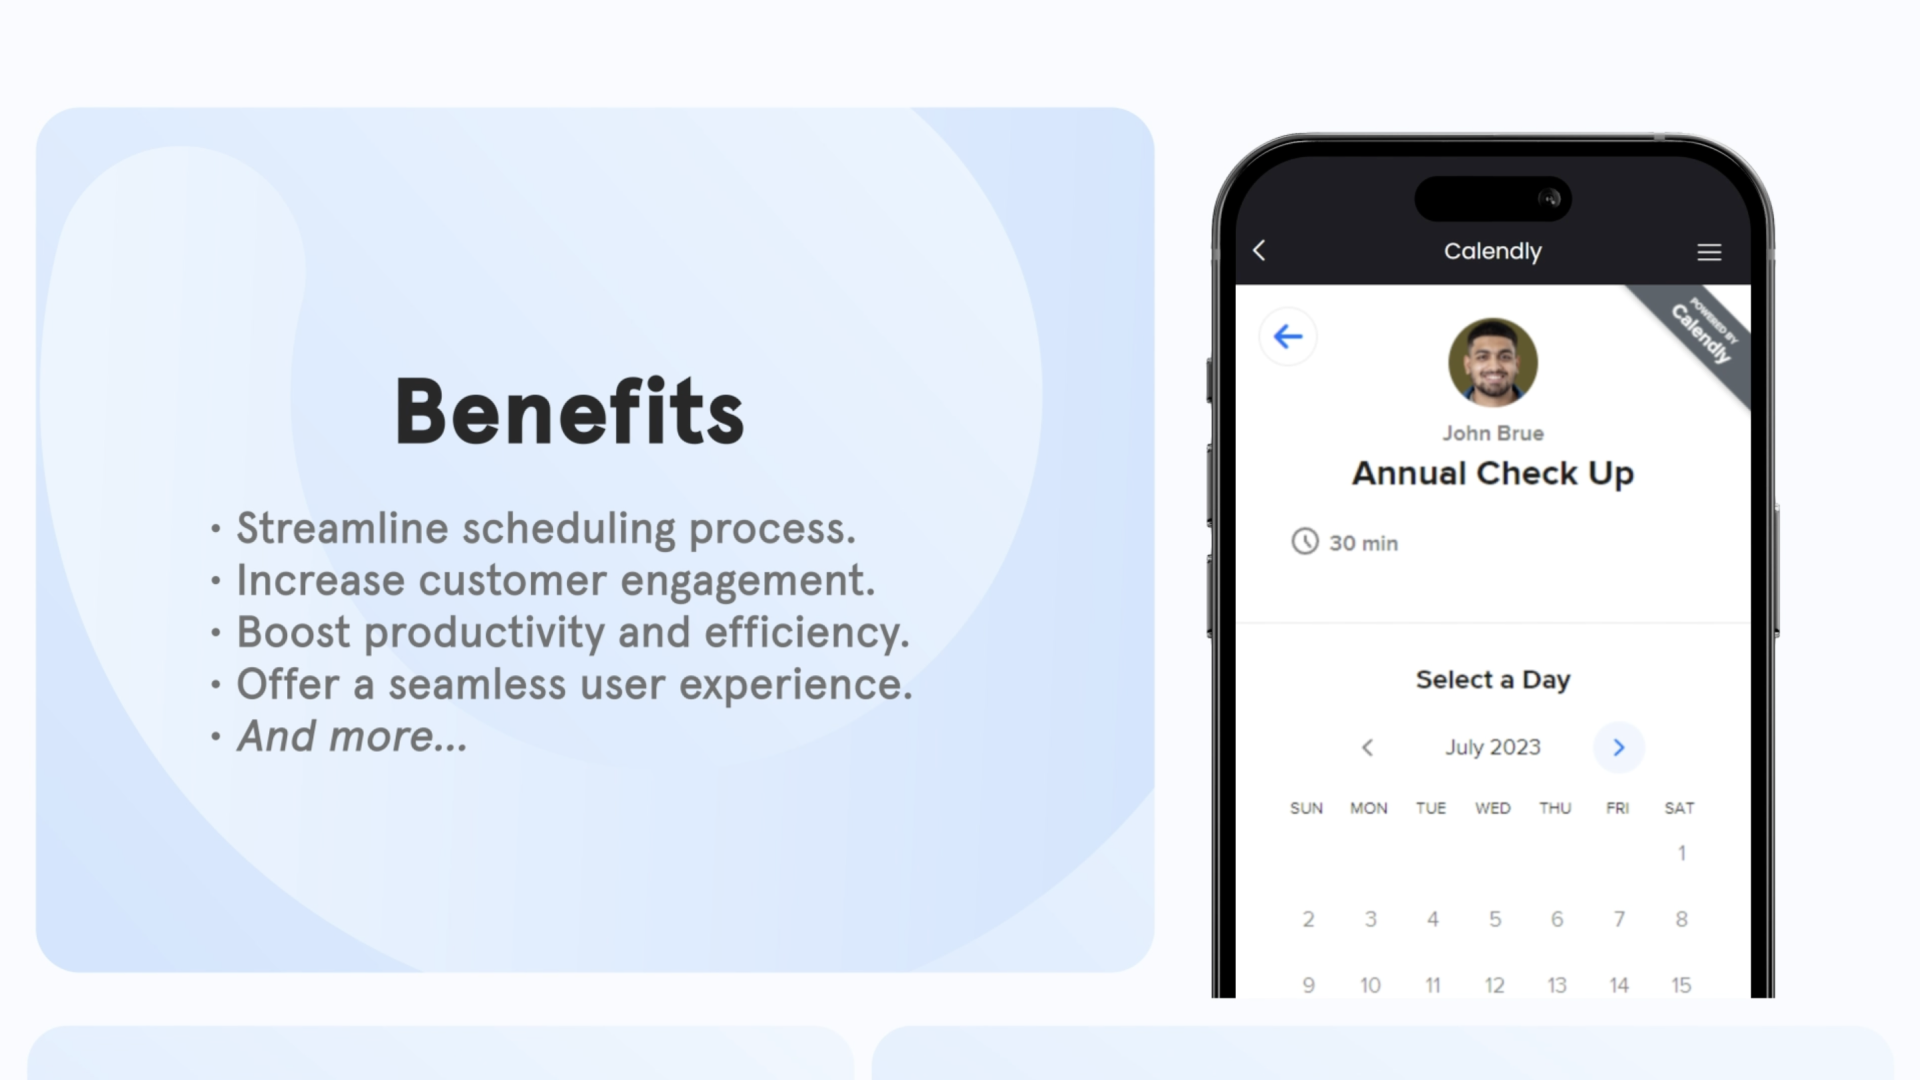 Benefits
• Streamline scheduling process.
• Increase customer engagement.
• Boost productivity and efficiency.
• Offer a seamless user experience.
• And more...
Calendly
POWERED BY
Calendly
John Brue
Annual Check Up
30 min
Select a Day
July 2023
SUN MON TUE WED THU FRI SAT
1
2 3 4 5 6 7 8
9 10 11 12 13 14 15